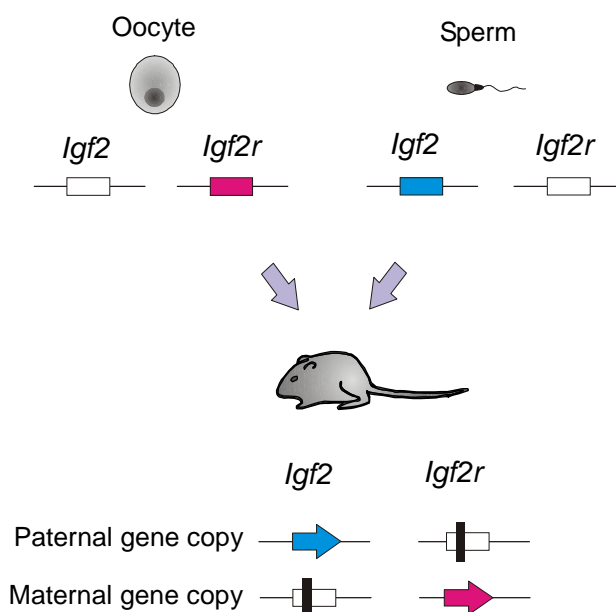 Oocyte
Sperm
Igf2
Igf2r
Igf2
Igf2r
Igf2
Igf2r
Paternal gene copy
Maternal gene copy